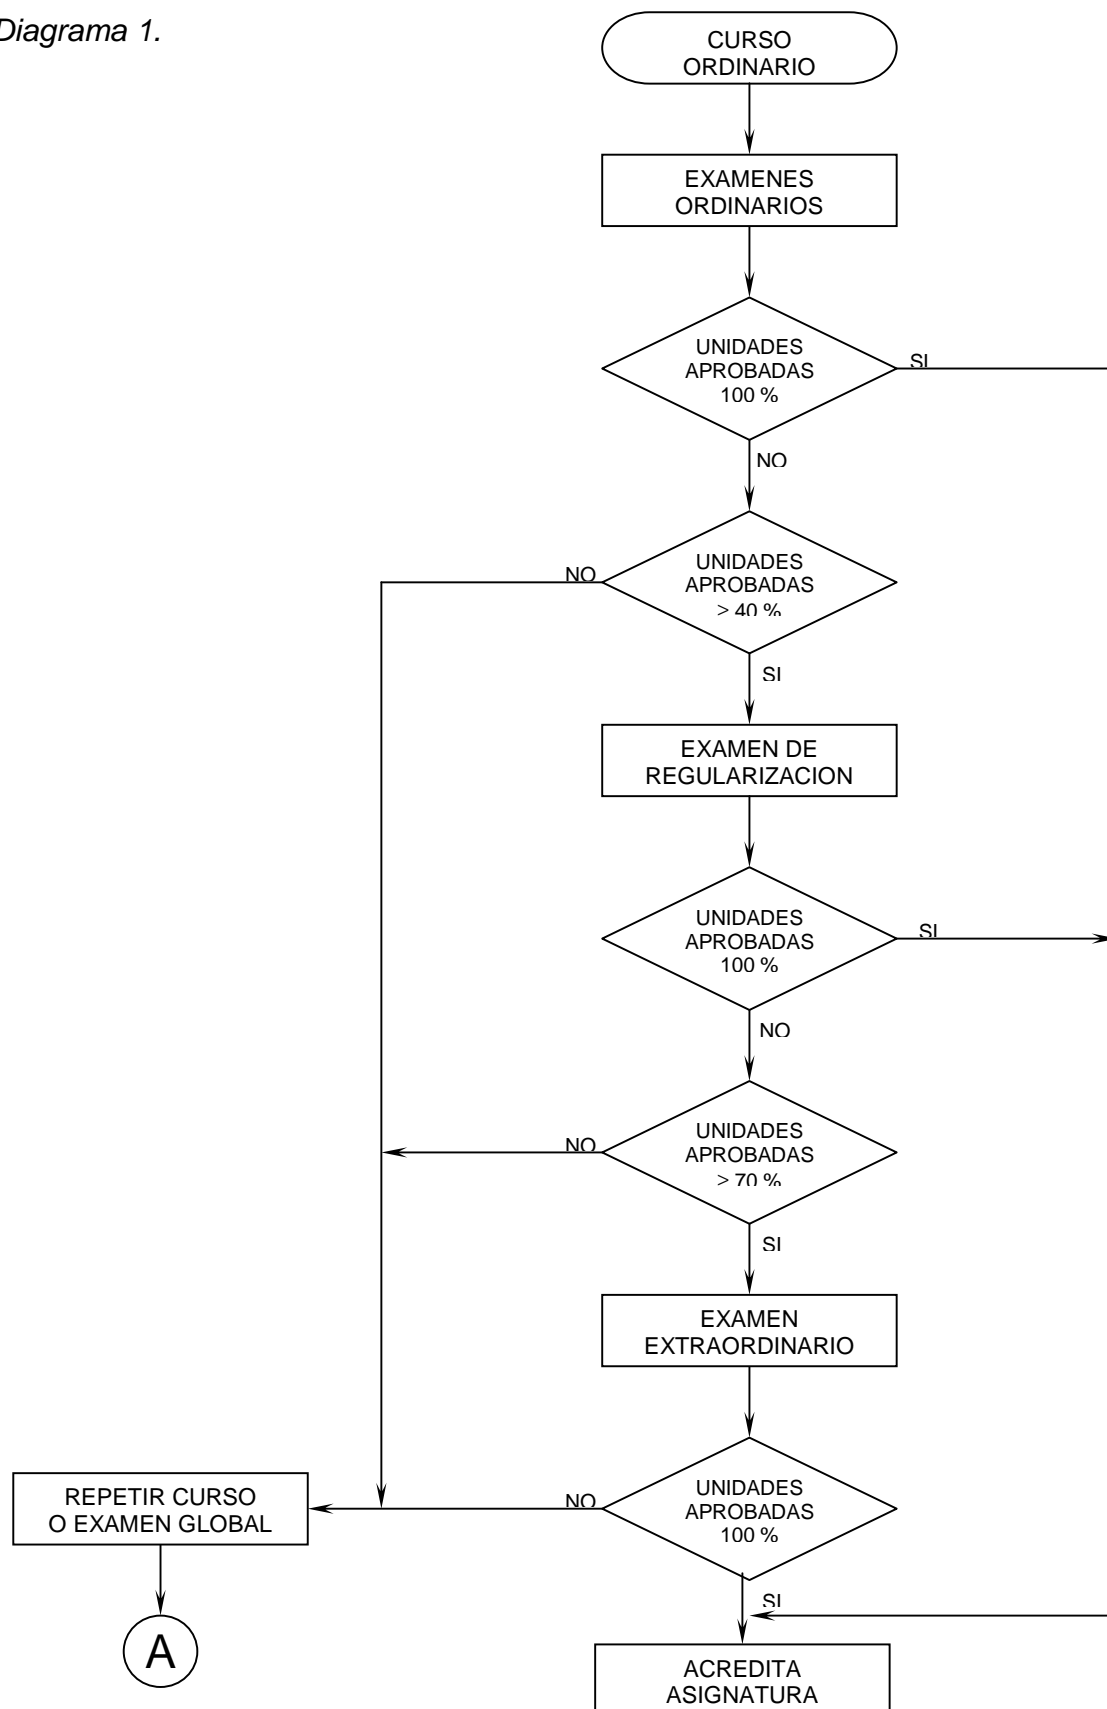 Diagrama 1.
CURSO
ORDINARIO
EXAMENES
ORDINARIOS
UNIDADES
APROBADAS
100 %
SI
NO
UNIDADES
APROBADAS
> 40 %
NO
SI
EXAMEN DE
REGULARIZACION
UNIDADES
APROBADAS
100 %
SI
NO
UNIDADES
APROBADAS
> 70 %
NO
SI
EXAMEN
EXTRAORDINARIO
UNIDADES
APROBADAS
100 %
NO
REPETIR CURSO
O EXAMEN GLOBAL
SI
A
ACREDITA
ASIGNATURA